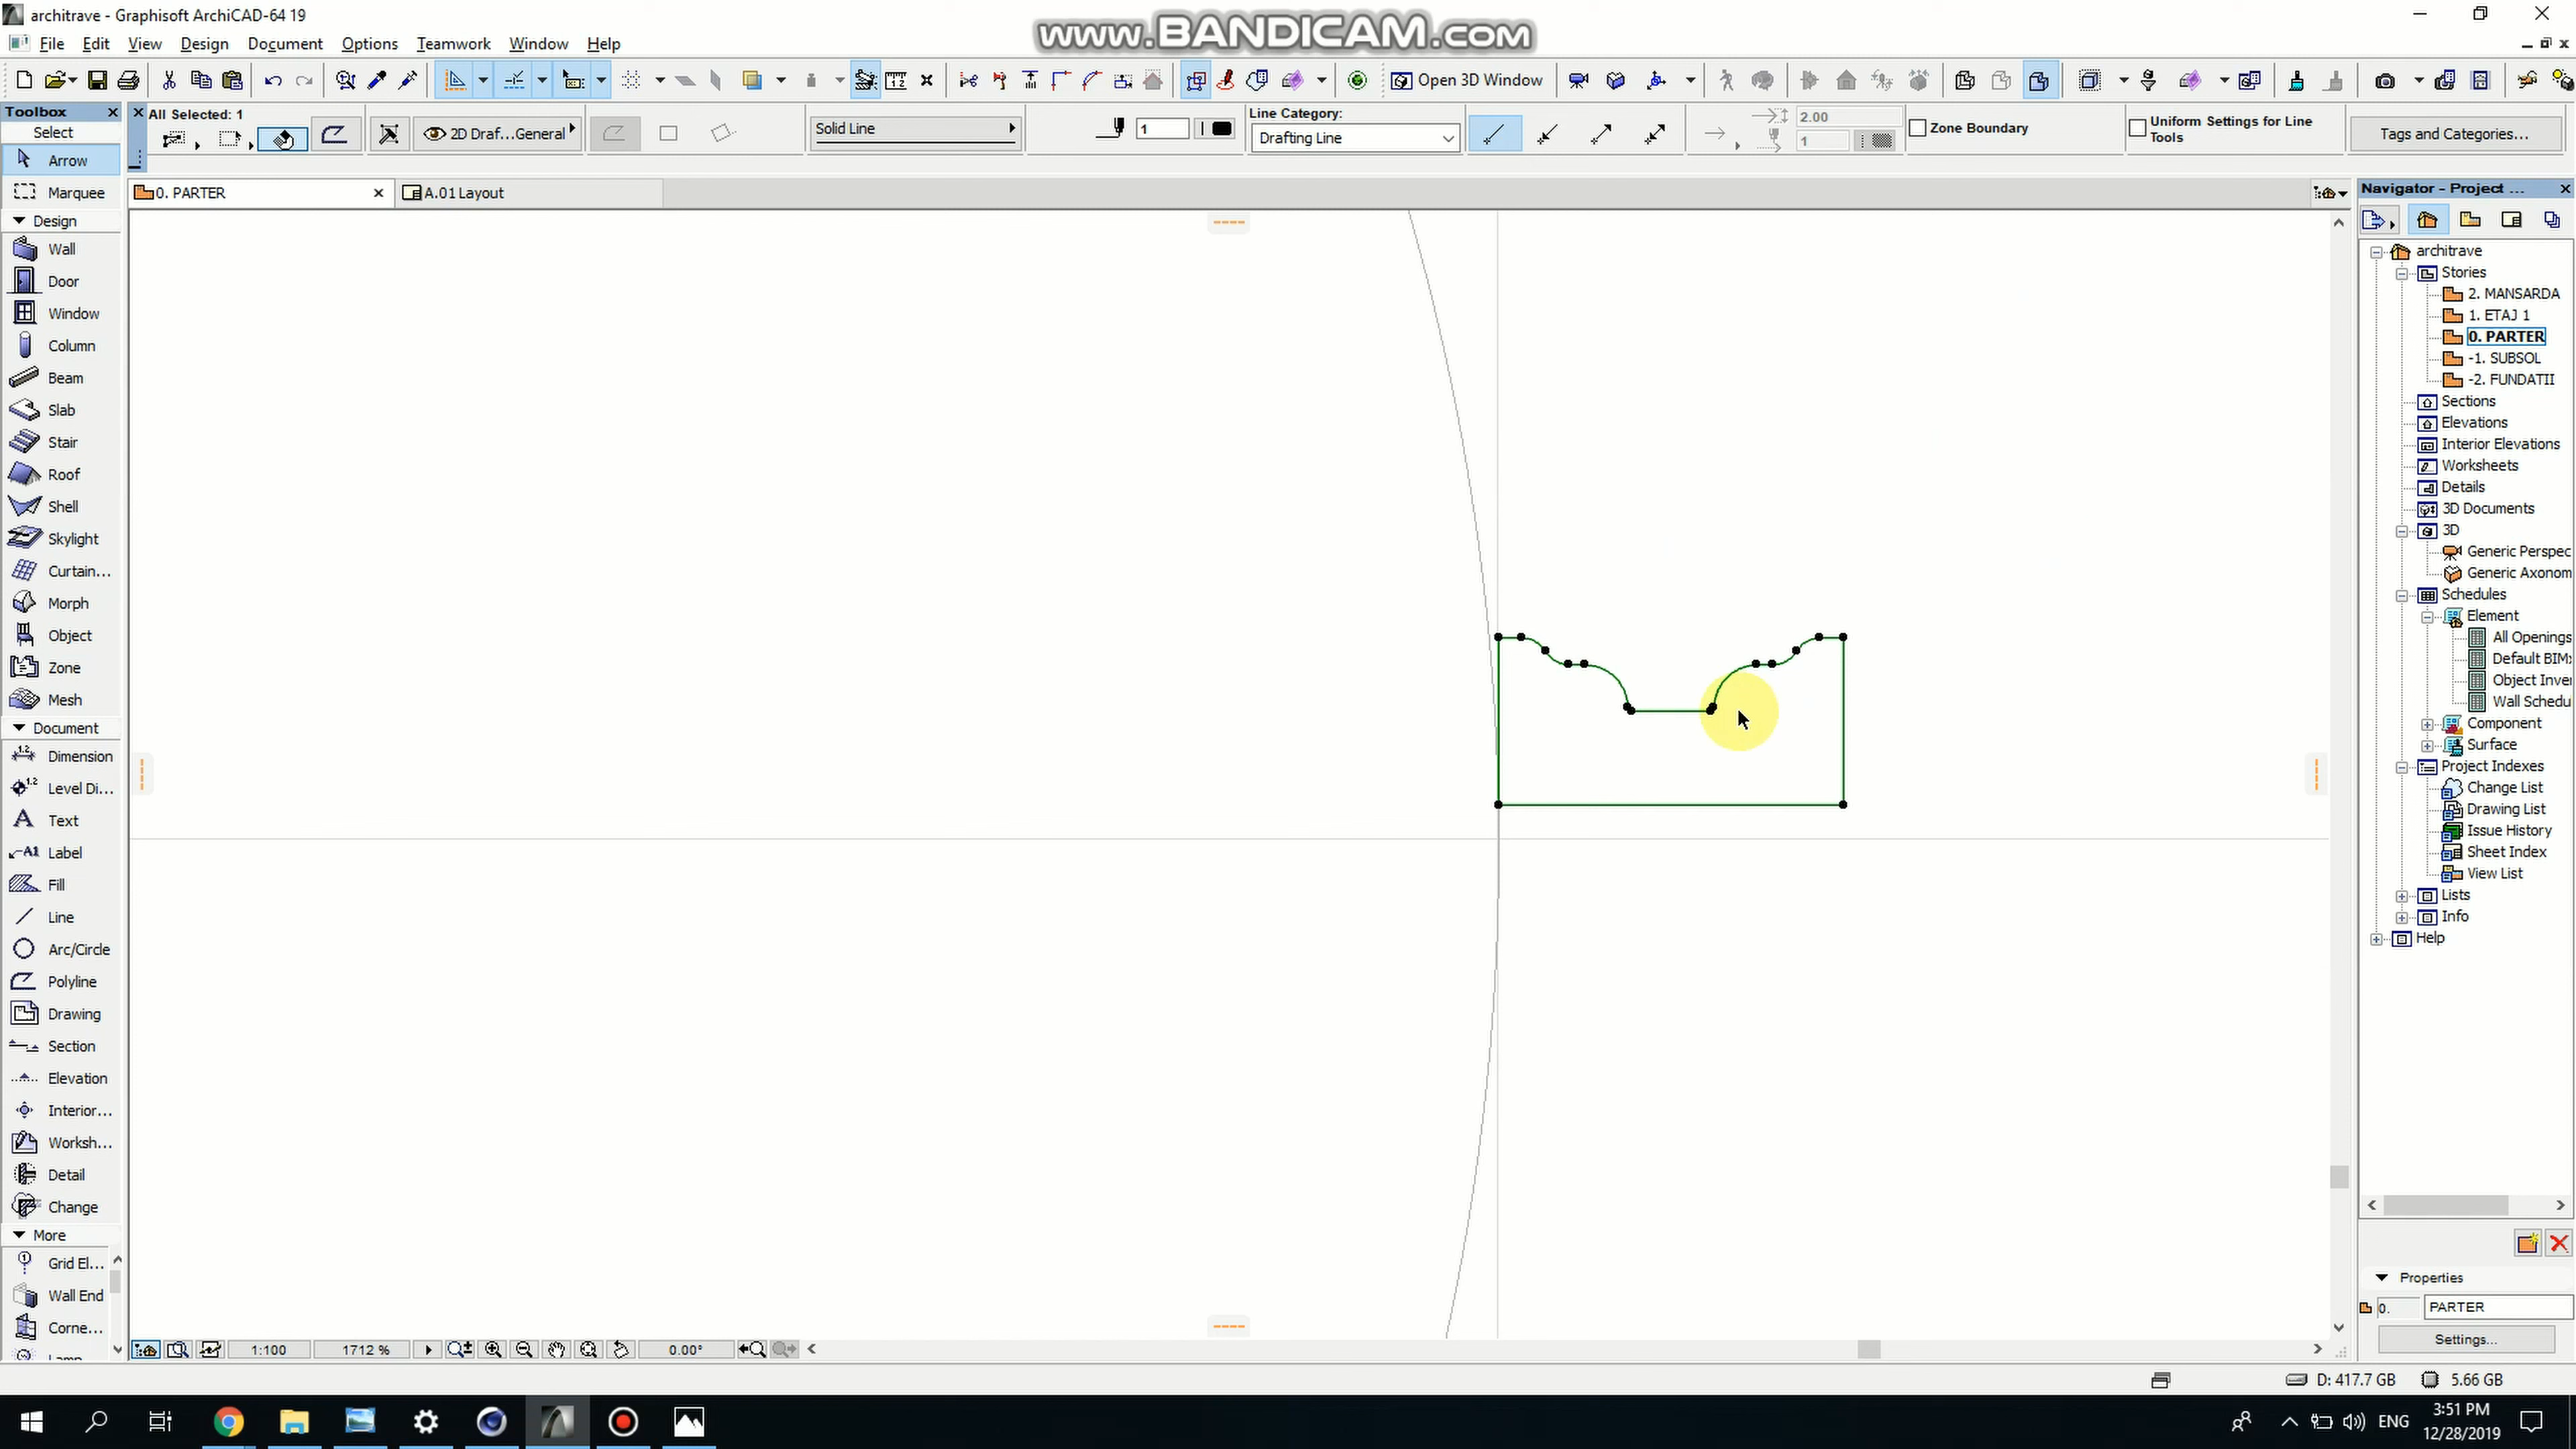 architrave - Graphisoft ArchiCAD-64 19
www.BANDICAM.com
File Edit View Design Document Options Teamwork Window Help
Open 3D Window
Toolbox
Select
Arrow
Marquee
Design
Wall
Door
Window
Column
Beam
Slab
Stair
Roof
Shell
Skylight
Curtain...
Morph
Object
Zone
Mesh
Document
Dimension
Level Di...
Text
Label
Fill
Line
Arc/Circle
Polyline
Drawing
Section
Elevation
Interior...
Worksh...
Detail
Change
More
Grid El...
Wall End
Corne...
All Selected: 1
2D Draf...General
Solid Line
1
Line Category:
Drafting Line
2.00
1
Zone Boundary
Uniform Settings for Line Tools
Tags and Categories...
0. PARTER
A.01 Layout
Navigator - Project ...
architrave
Stories
2. MANSARDA
1. ETAJ 1
0. PARTER
-1. SUBSOL
-2. FUNDATII
Sections
Elevations
Interior Elevations
Worksheets
Details
3D Documents
3D
Generic Perspec
Generic Axonom
Schedules
Element
All Openings
Default BIM
Object Inve
Wall Schedu
Component
Surface
Project Indexes
Change List
Drawing List
Issue History
Sheet Index
View List
Lists
Info
Help
Properties
0. PARTER
Settings...
1:100
1712 %
0.00°
D: 417.7 GB
5.66 GB
ENG
3:51 PM
12/28/2019